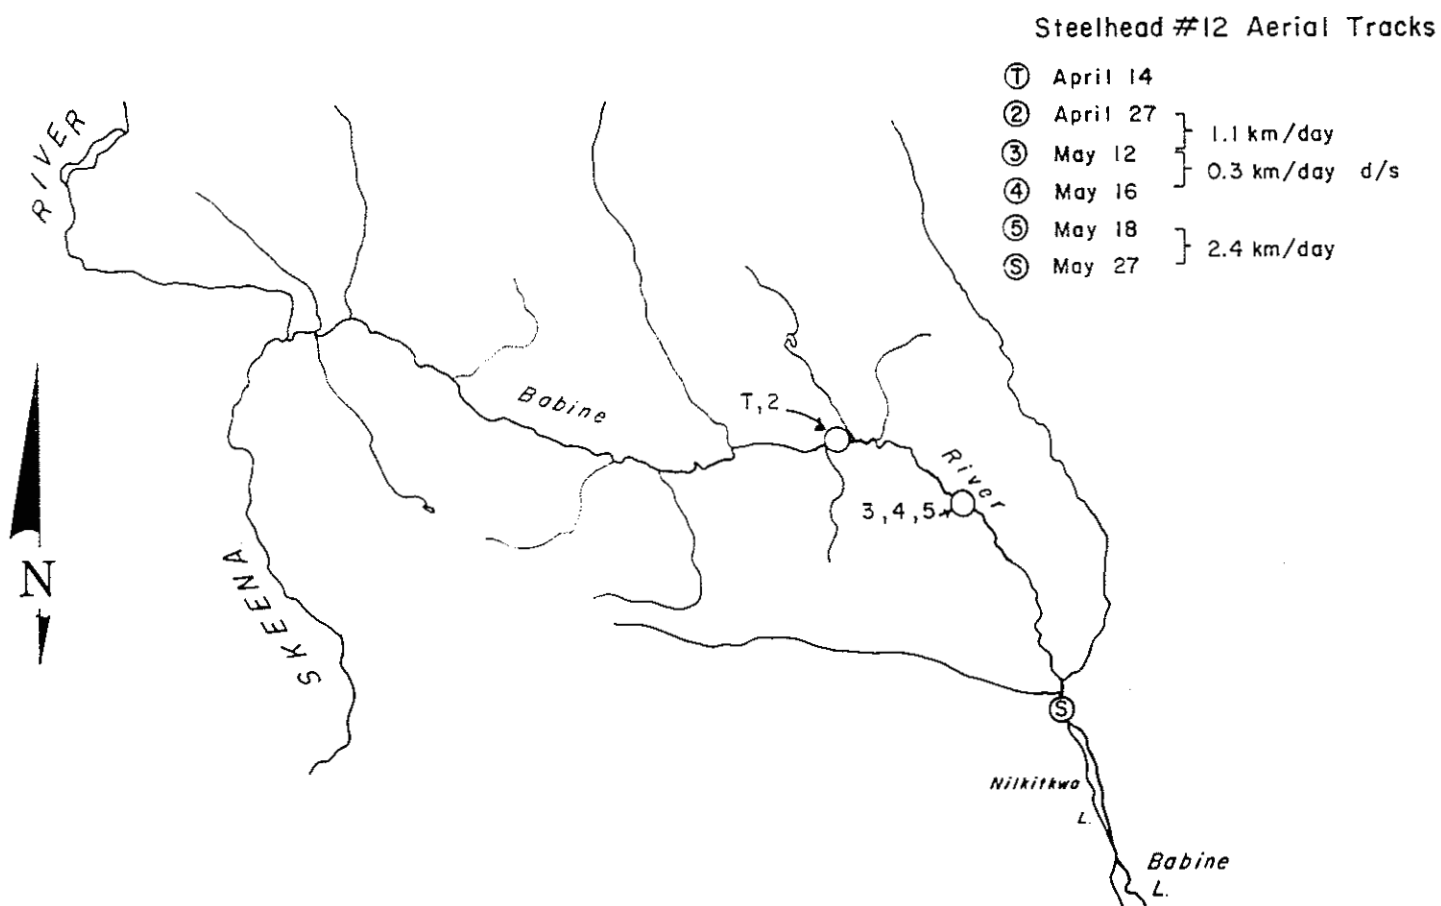 Steelhead #12 Aerial Tracks
T April 14
2 April 27
1.1 km/day
3 May 12
0.3 km/day d/s
4 May 16
5 May 18
2.4 km/day
S May 27
RIVER
Babine
T,2
River
3,4,5
N
SKEENA
S
Nilkitkwa
L.
Babine
L.